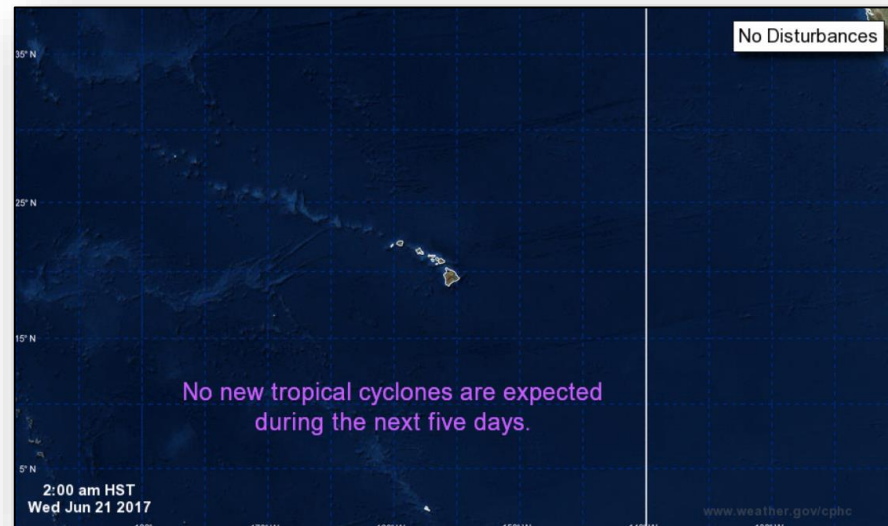 No Disturbances
35° N
25° N
15° N
No new tropical cyclones are expected
during the next five days.
5° N
2:00 am HST
Wed Jun 21 2017
www.weather.gov/cphc